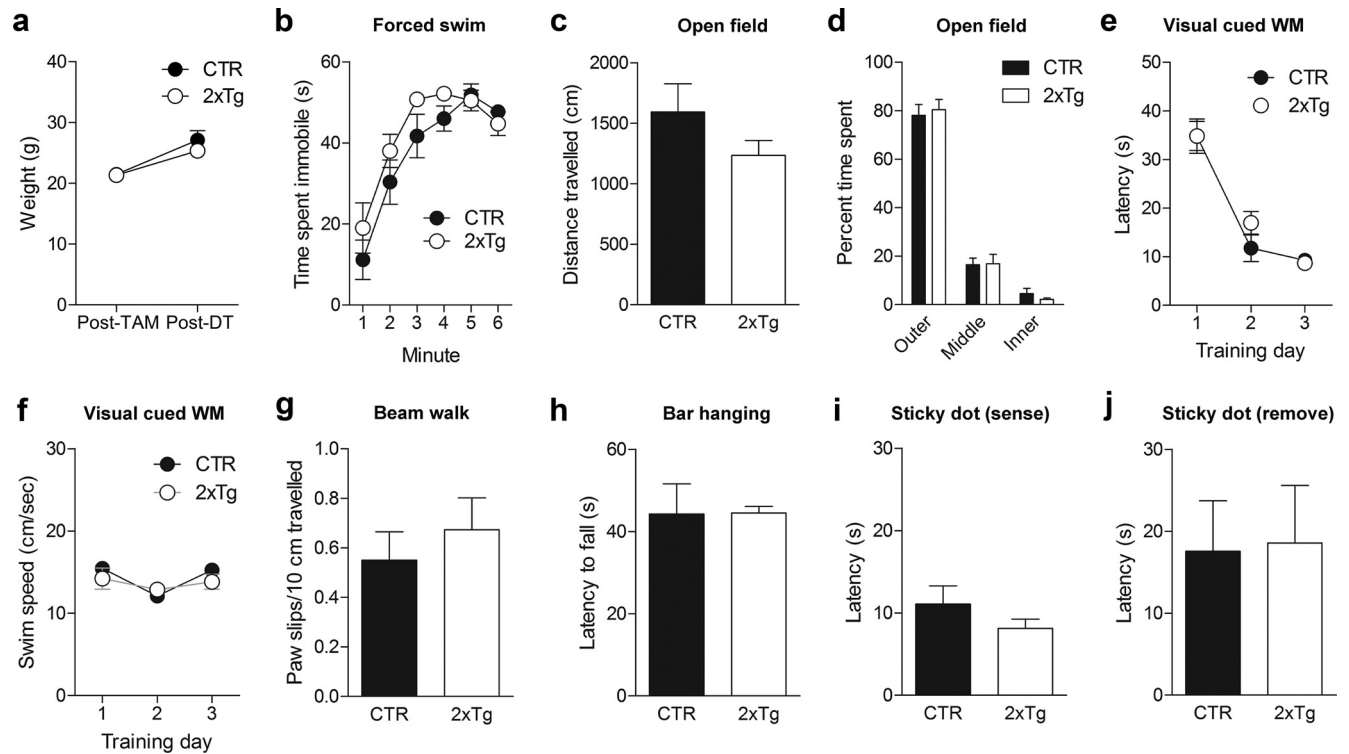 a
Weight (g)
40
30
20
10
0
CTR
2xTg
Post-TAM Post-DT
b
Forced swim
Time spent immobile (s)
60
40
20
0
CTR
2xTg
1 2 3 4 5 6
Minute
c
Open field
Distance travelled (cm)
2000
1500
1000
500
0
CTR 2xTg
d
Open field
Percent time spent
100
80
60
40
20
0
CTR
2xTg
Outer
Middle
Inner
e
Visual cued WM
Latency (s)
50
40
30
20
10
0
CTR
2xTg
1 2 3
Training day
f
Visual cued WM
Swim speed (cm/sec)
30
20
10
0
CTR
2xTg
1 2 3
Training day
g
Beam walk
Paw slips/10 cm travelled
1.0
0.8
0.6
0.4
0.2
0.0
CTR 2xTg
h
Bar hanging
Latency to fall (s)
60
40
20
0
CTR 2xTg
i
Sticky dot (sense)
Latency (s)
30
20
10
0
CTR 2xTg
j
Sticky dot (remove)
Latency (s)
30
20
10
0
CTR 2xTg